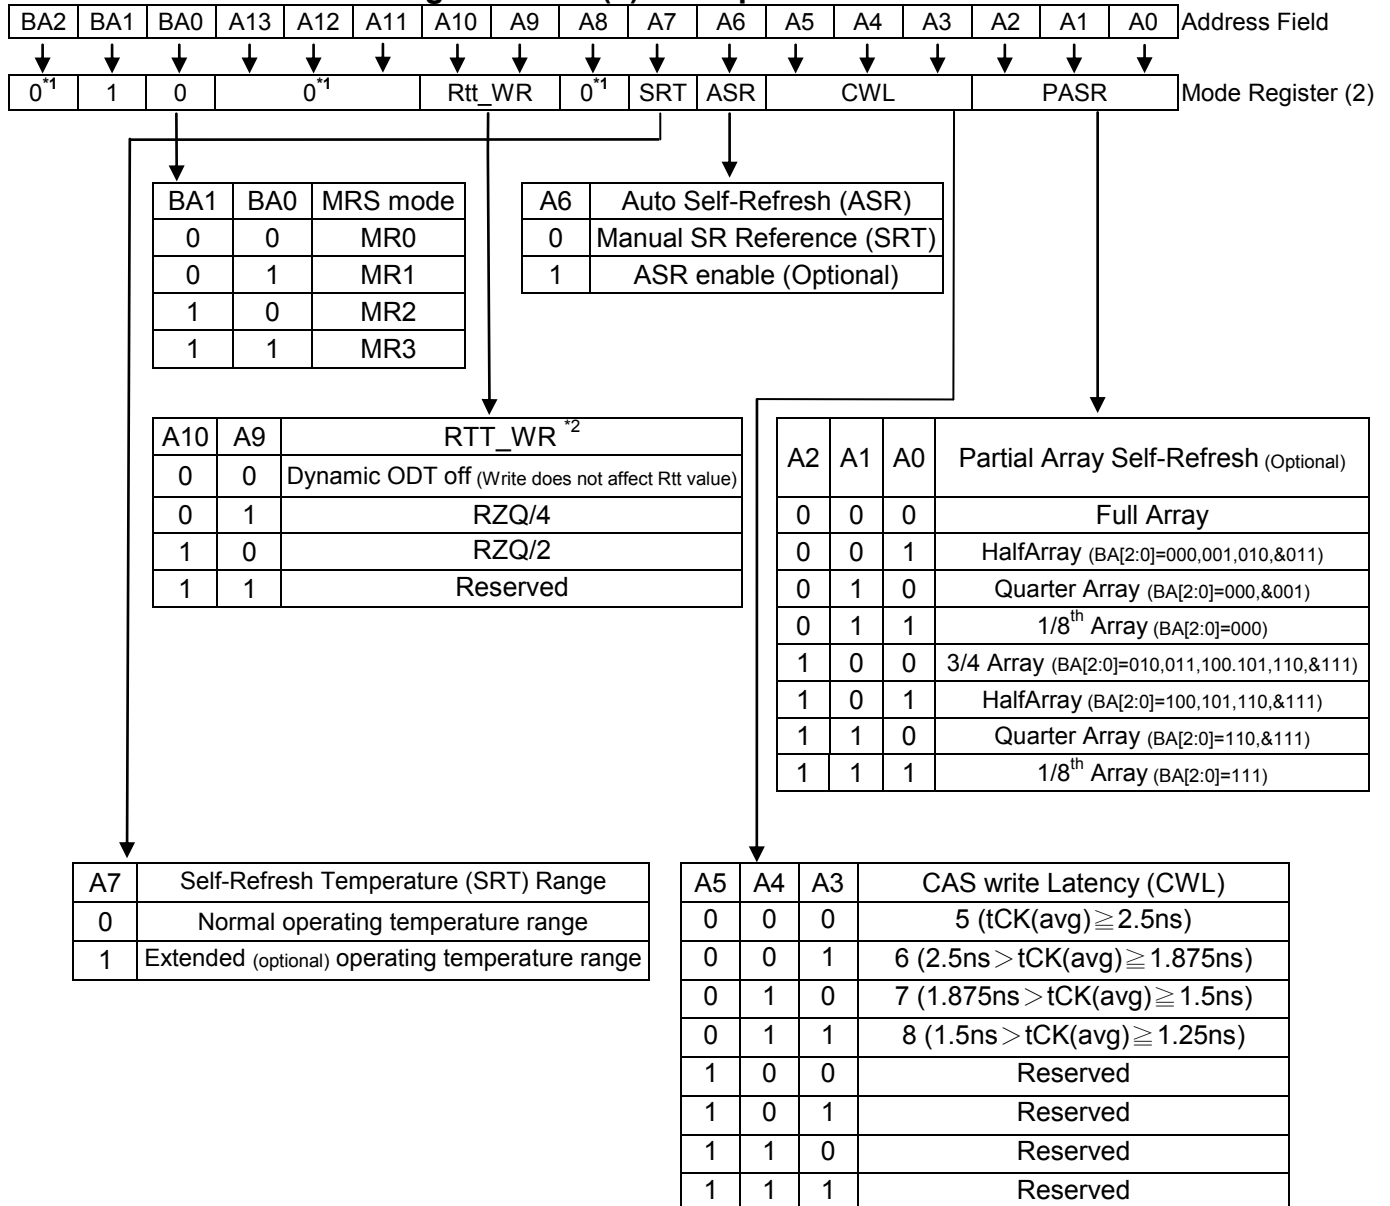 BA2 BA1 BA0 A13 A12 A11 A10 A9 A8 A7 A6 A5 A4 A3 A2 A1 A0 Address Field
0*1 1 0 0*1 Rtt_WR 0*1 SRT ASR CWL PASR Mode Register (2)
BA1 BA0 MRS mode
0 0 MR0
0 1 MR1
1 0 MR2
1 1 MR3
A6 Auto Self-Refresh (ASR)
0 Manual SR Reference (SRT)
1 ASR enable (Optional)
A10 A9 RTT_WR *2
0 0 Dynamic ODT off (Write does not affect Rtt value)
0 1 RZQ/4
1 0 RZQ/2
1 1 Reserved
A2 A1 A0 Partial Array Self-Refresh (Optional)
0 0 0 Full Array
0 0 1 HalfArray (BA[2:0]=000,001,010,&011)
0 1 0 Quarter Array (BA[2:0]=000,&001)
0 1 1 1/8th Array (BA[2:0]=000)
1 0 0 3/4 Array (BA[2:0]=010,011,100.101,110,&111)
1 0 1 HalfArray (BA[2:0]=100,101,110,&111)
1 1 0 Quarter Array (BA[2:0]=110,&111)
1 1 1 1/8th Array (BA[2:0]=111)
A7 Self-Refresh Temperature (SRT) Range
0 Normal operating temperature range
1 Extended (optional) operating temperature range
A5 A4 A3 CAS write Latency (CWL)
0 0 0 5 (tCK(avg)≧2.5ns)
0 0 1 6 (2.5ns>tCK(avg)≧1.875ns)
0 1 0 7 (1.875ns>tCK(avg)≧1.5ns)
0 1 1 8 (1.5ns>tCK(avg)≧1.25ns)
1 0 0 Reserved
1 0 1 Reserved
1 1 0 Reserved
1 1 1 Reserved